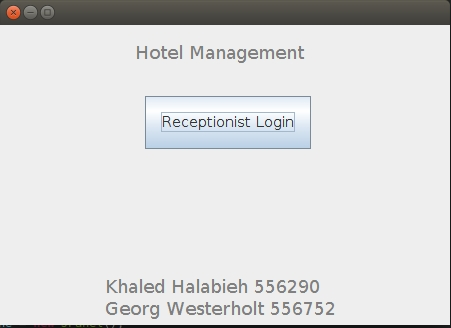 Hotel Management
Receptionist Login
Khaled Halabieh 556290
Georg Westerholt 556752